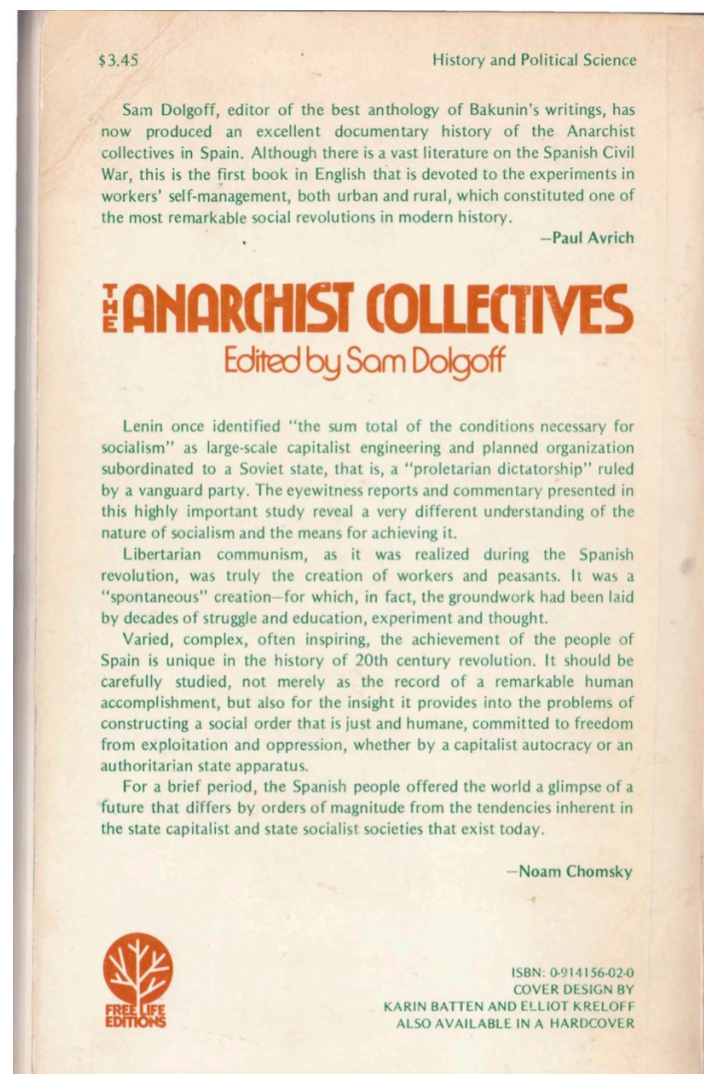 $3.45
History and Political Science
Sam Dolgoff, editor of the best anthology of Bakunin's writings, has
now produced an excellent documentary history of the Anarchist
collectives in Spain. Although there is a vast literature on the Spanish Civil
War, this is the first book in English that is devoted to the experiments in
workers' self-management, both urban and rural, which constituted one of
the most remarkable social revolutions in modern history.
—Paul Avrich
THE ANARCHIST COLLECTIVES
Edited by Sam Dolgoff
Lenin once identified "the sum total of the conditions necessary for
socialism" as large-scale capitalist engineering and planned organization
subordinated to a Soviet state, that is, a "proletarian dictatorship" ruled
by a vanguard party. The eyewitness reports and commentary presented in
this highly important study reveal a very different understanding of the
nature of socialism and the means for achieving it.
Libertarian communism, as it was realized during the Spanish
revolution, was truly the creation of workers and peasants. It was a
"spontaneous" creation—for which, in fact, the groundwork had been laid
by decades of struggle and education, experiment and thought.
Varied, complex, often inspiring, the achievement of the people of
Spain is unique in the history of 20th century revolution. It should be
carefully studied, not merely as the record of a remarkable human
accomplishment, but also for the insight it provides into the problems of
constructing a social order that is just and humane, committed to freedom
from exploitation and oppression, whether by a capitalist autocracy or an
authoritarian state apparatus.
For a brief period, the Spanish people offered the world a glimpse of a
future that differs by orders of magnitude from the tendencies inherent in
the state capitalist and state socialist societies that exist today.
—Noam Chomsky
FREE LIFE
EDITIONS
ISBN: 0-914156-02-0
COVER DESIGN BY
KARIN BATTEN AND ELLIOT KRELOFF
ALSO AVAILABLE IN A HARDCOVER